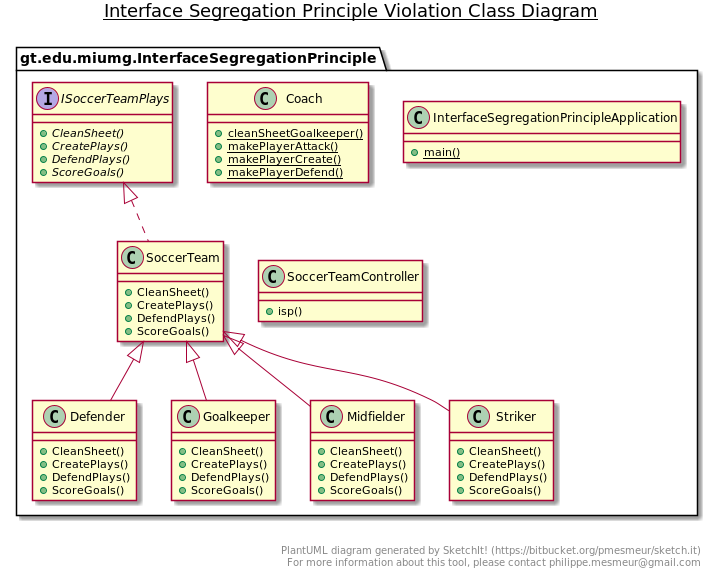 Interface Segregation Principle Violation Class Diagram
gt.edu.miumg.InterfaceSegregationPrinciple
I ISoccerTeamPlays
CleanSheet()
CreatePlays()
DefendPlays()
ScoreGoals()
C Coach
cleanSheetGoalkeeper()
makePlayerAttack()
makePlayerCreate()
makePlayerDefend()
C InterfaceSegregationPrincipleApplication
main()
C SoccerTeam
CleanSheet()
CreatePlays()
DefendPlays()
ScoreGoals()
C SoccerTeamController
isp()
C Defender
CleanSheet()
CreatePlays()
DefendPlays()
ScoreGoals()
C Goalkeeper
CleanSheet()
CreatePlays()
DefendPlays()
ScoreGoals()
C Midfielder
CleanSheet()
CreatePlays()
DefendPlays()
ScoreGoals()
C Striker
CleanSheet()
CreatePlays()
DefendPlays()
ScoreGoals()
PlantUML diagram generated by SketchIt! (https://bitbucket.org/pmesmeur/sketch.it)
For more information about this tool, please contact philippe.mesmeur@gmail.com